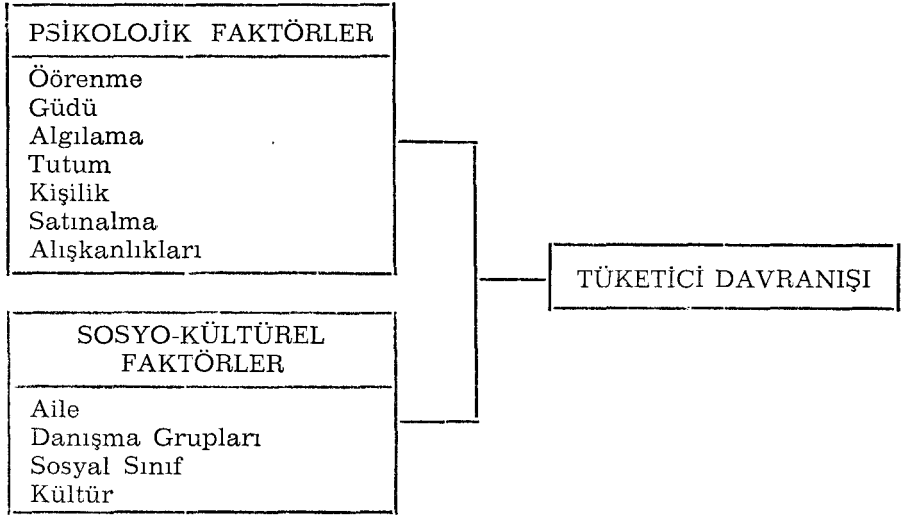 PSİKOLOJİK FAKTÖRLER
Öörenme
Güdü
Algılama
Tutum
Kişilik
Satınalma
Alışkanlıkları
TÜKETİCİ DAVRANIŞI
SOSYO-KÜLTÜREL
FAKTÖRLER
Aile
Danışma Grupları
Sosyal Sınıf
Kültür